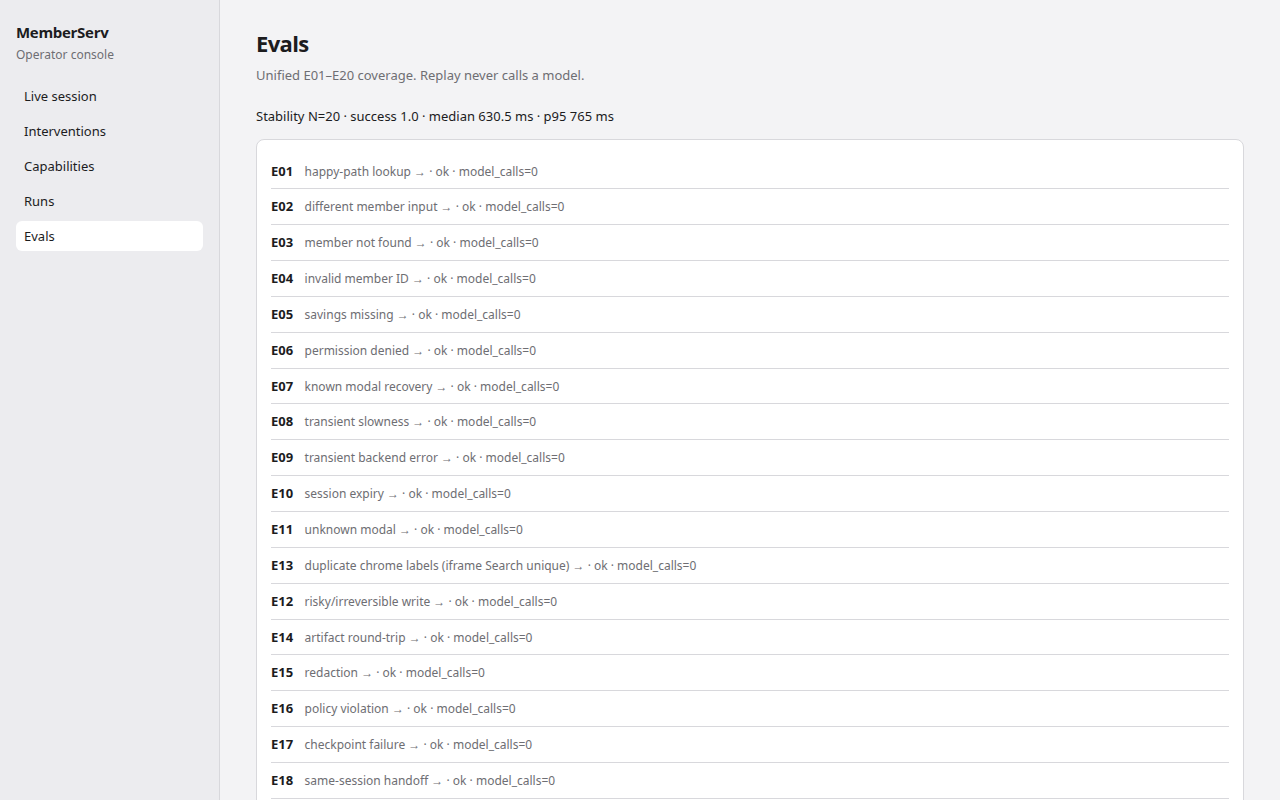 MemberServ
Operator console
Live session
Interventions
Capabilities
Runs
Evals
Evals
Unified E01–E20 coverage. Replay never calls a model.
Stability N=20 · success 1.0 · median 630.5 ms · p95 765 ms
E01 happy-path lookup → · ok · model_calls=0
E02 different member input → · ok · model_calls=0
E03 member not found → · ok · model_calls=0
E04 invalid member ID → · ok · model_calls=0
E05 savings missing → · ok · model_calls=0
E06 permission denied → · ok · model_calls=0
E07 known modal recovery → · ok · model_calls=0
E08 transient slowness → · ok · model_calls=0
E09 transient backend error → · ok · model_calls=0
E10 session expiry → · ok · model_calls=0
E11 unknown modal → · ok · model_calls=0
E13 duplicate chrome labels (iframe Search unique) → · ok · model_calls=0
E12 risky/irreversible write → · ok · model_calls=0
E14 artifact round-trip → · ok · model_calls=0
E15 redaction → · ok · model_calls=0
E16 policy violation → · ok · model_calls=0
E17 checkpoint failure → · ok · model_calls=0
E18 same-session handoff → · ok · model_calls=0